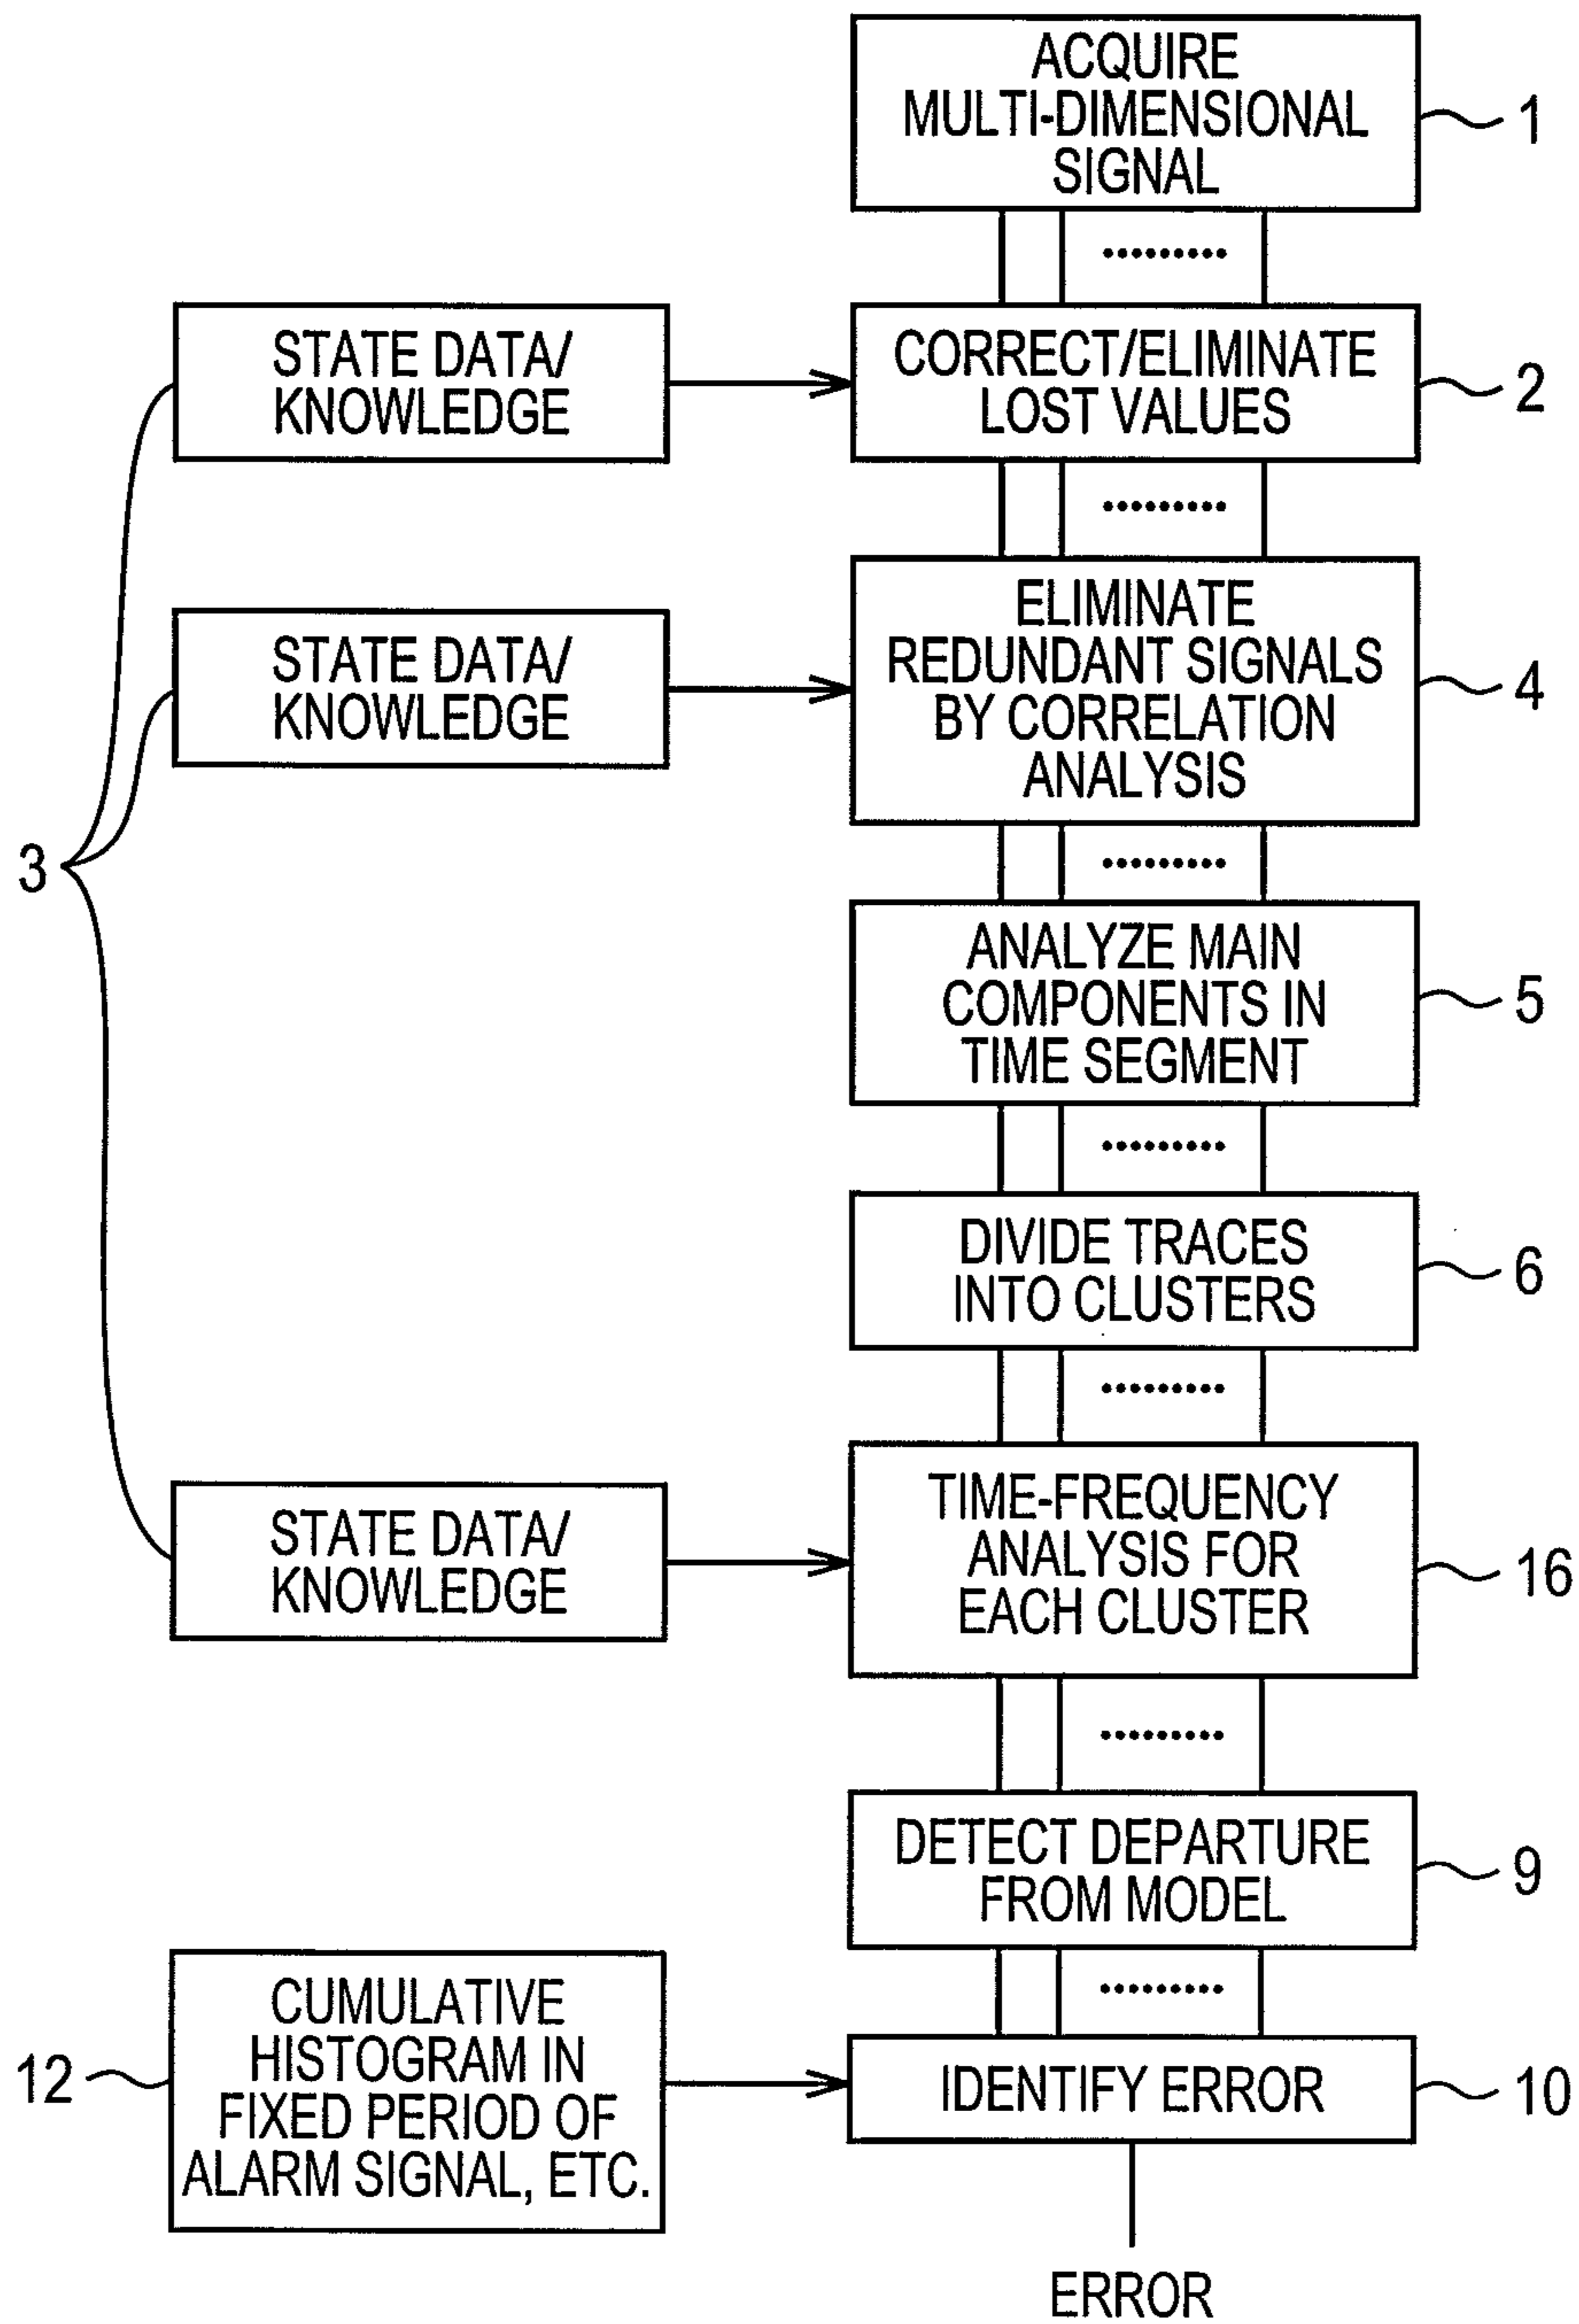 ACQUIRE
MULTI-DIMENSIONAL
SIGNAL
1
STATE DATA/
KNOWLEDGE
CORRECT/ELIMINATE
LOST VALUES
2
STATE DATA/
KNOWLEDGE
ELIMINATE
REDUNDANT SIGNALS
BY CORRELATION
ANALYSIS
4
3
ANALYZE MAIN
COMPONENTS IN
TIME SEGMENT
5
DIVIDE TRACES
INTO CLUSTERS
6
STATE DATA/
KNOWLEDGE
TIME-FREQUENCY
ANALYSIS FOR
EACH CLUSTER
16
DETECT DEPARTURE
FROM MODEL
9
12
CUMULATIVE
HISTOGRAM IN
FIXED PERIOD OF
ALARM SIGNAL, ETC.
IDENTIFY ERROR
10
ERROR